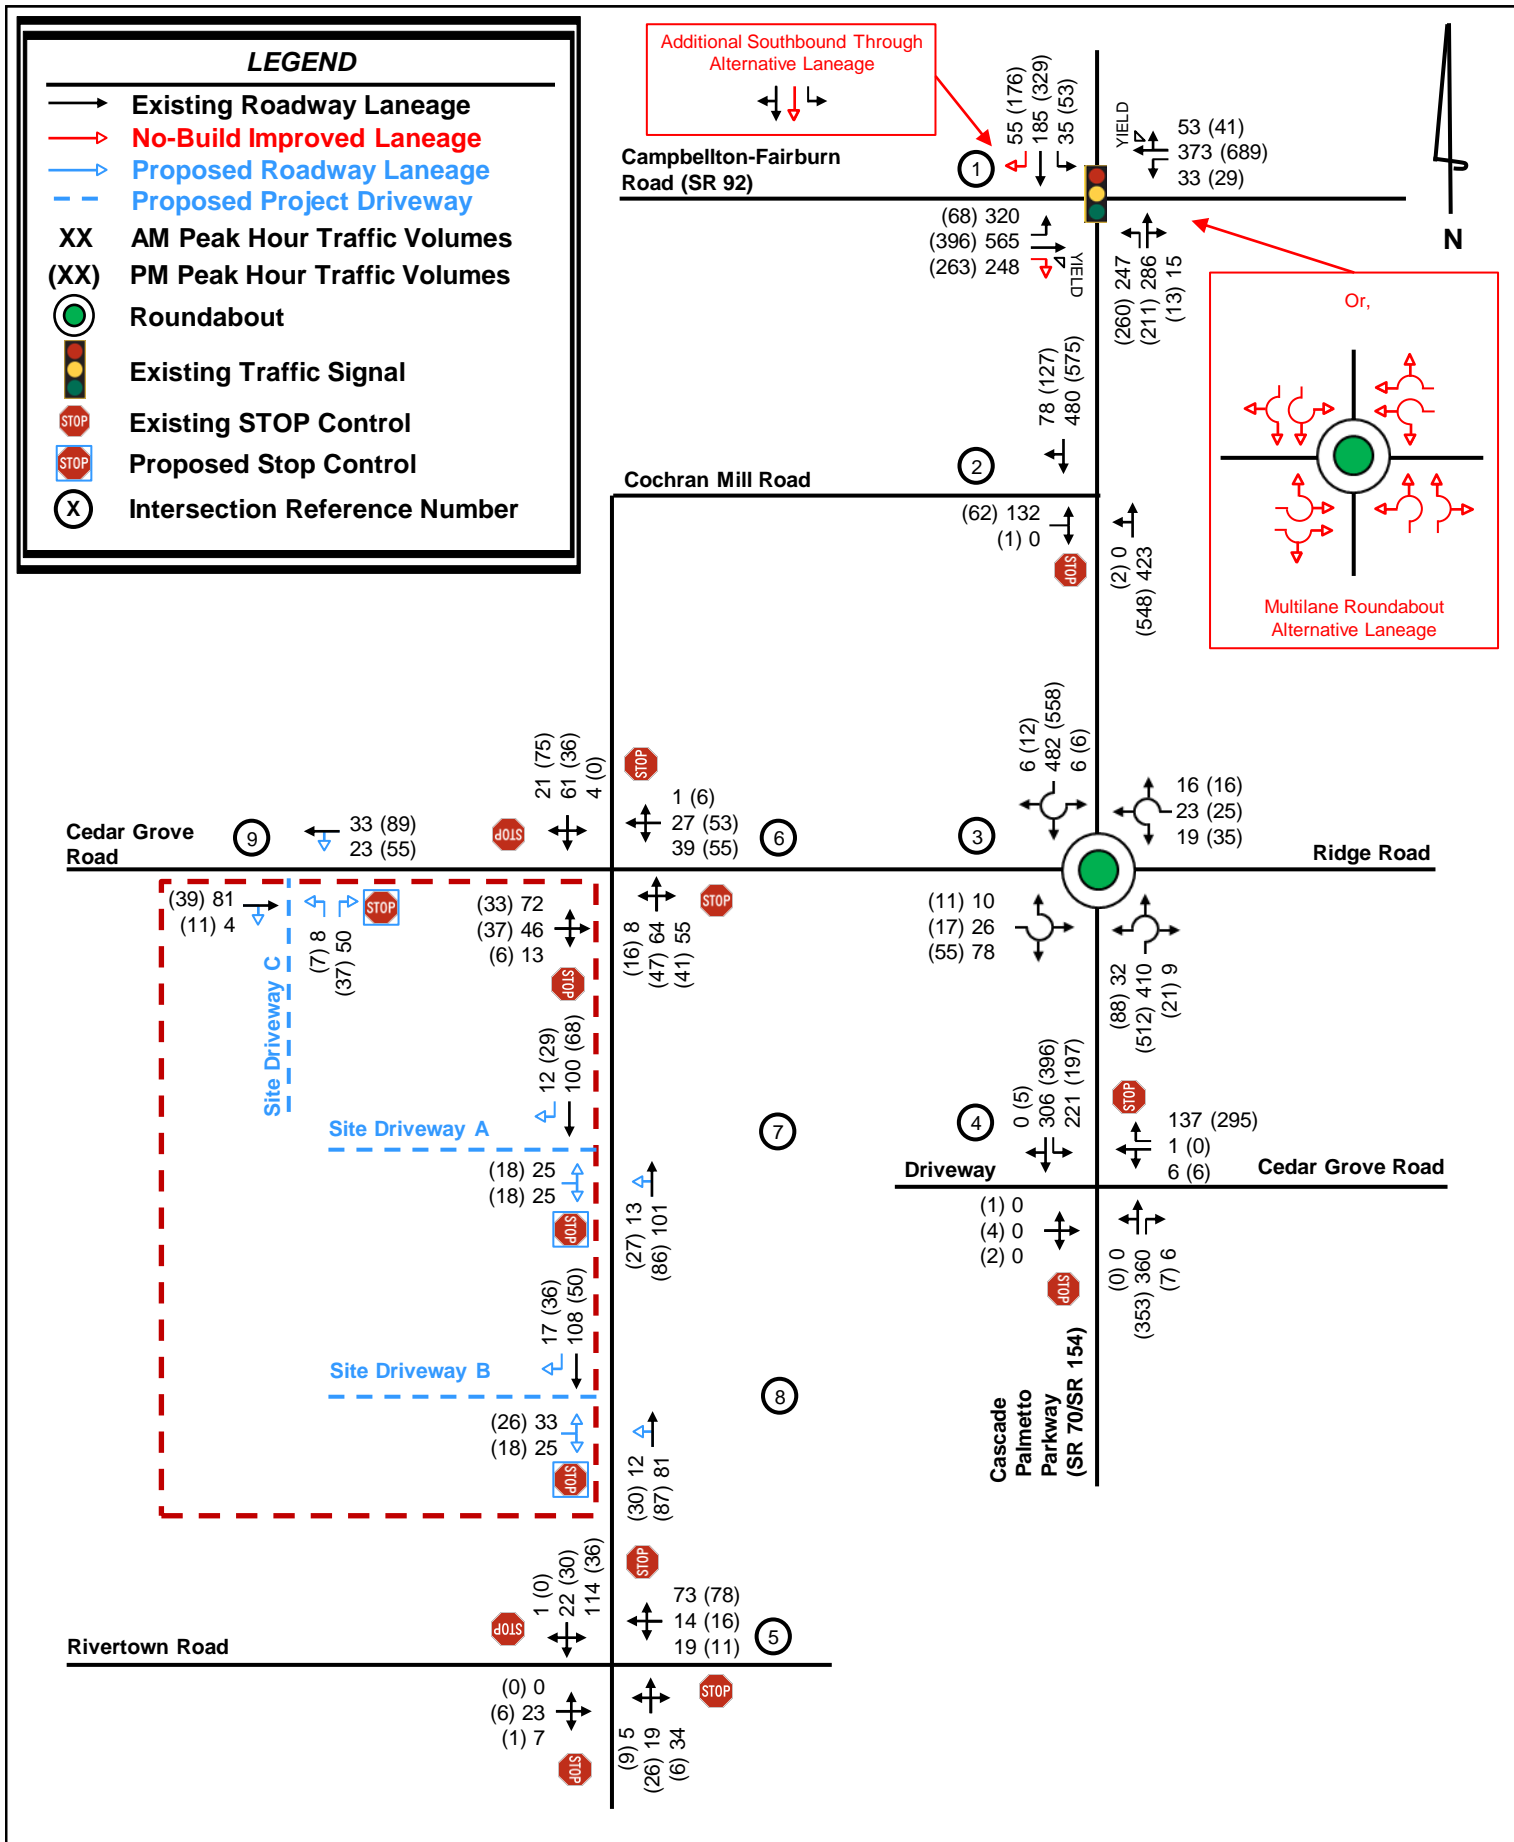 LEGEND
Existing Roadway Laneage
No-Build Improved Laneage
Proposed Roadway Laneage
Proposed Project Driveway
XX AM Peak Hour Traffic Volumes
(XX) PM Peak Hour Traffic Volumes
Roundabout
Existing Traffic Signal
STOP Existing STOP Control
STOP Proposed Stop Control
X Intersection Reference Number
Additional Southbound Through
Alternative Laneage
55 (176)
185 (329)
35 (53)
YIELD
53 (41)
373 (689)
33 (29)
Campbellton-Fairburn
Road (SR 92)
1
(68) 320
(396) 565
(263) 248
YIELD
(260) 247
(211) 286
(13) 15
N
Or,
Multilane Roundabout
Alternative Laneage
78 (127)
480 (575)
2
Cochran Mill Road
(62) 132
(1) 0
STOP
(2) 0
(548) 423
6 (12)
482 (558)
6 (6)
16 (16)
23 (25)
19 (35)
3
Ridge Road
(11) 10
(17) 26
(55) 78
(88) 32
(512) 410
(21) 9
21 (75)
61 (36)
4 (0)
STOP
STOP
1 (6)
27 (53)
39 (55)
6
Cedar Grove
Road
9
33 (89)
23 (55)
(39) 81
(11) 4
(7) 8
(37) 50
STOP
Site Driveway C
(33) 72
(37) 46
(6) 13
STOP
(16) 8
(47) 64
(41) 55
STOP
12 (29)
100 (68)
Site Driveway A
7
(18) 25
(18) 25
STOP
(27) 13
(86) 101
0 (5)
306 (396)
221 (197)
4
STOP
137 (295)
1 (0)
6 (6)
Driveway
Cedar Grove Road
(1) 0
(4) 0
(2) 0
STOP
(0) 0
(353) 360
(7) 6
Cascade
Palmetto
Parkway
(SR 70/SR 154)
17 (36)
108 (50)
Site Driveway B
8
(26) 33
(18) 25
STOP
(30) 12
(87) 81
1 (0)
22 (30)
114 (36)
STOP
STOP
73 (78)
14 (16)
19 (11)
5
Rivertown Road
(0) 0
(6) 23
(1) 7
STOP
(9) 5
(26) 19
(6) 34
STOP